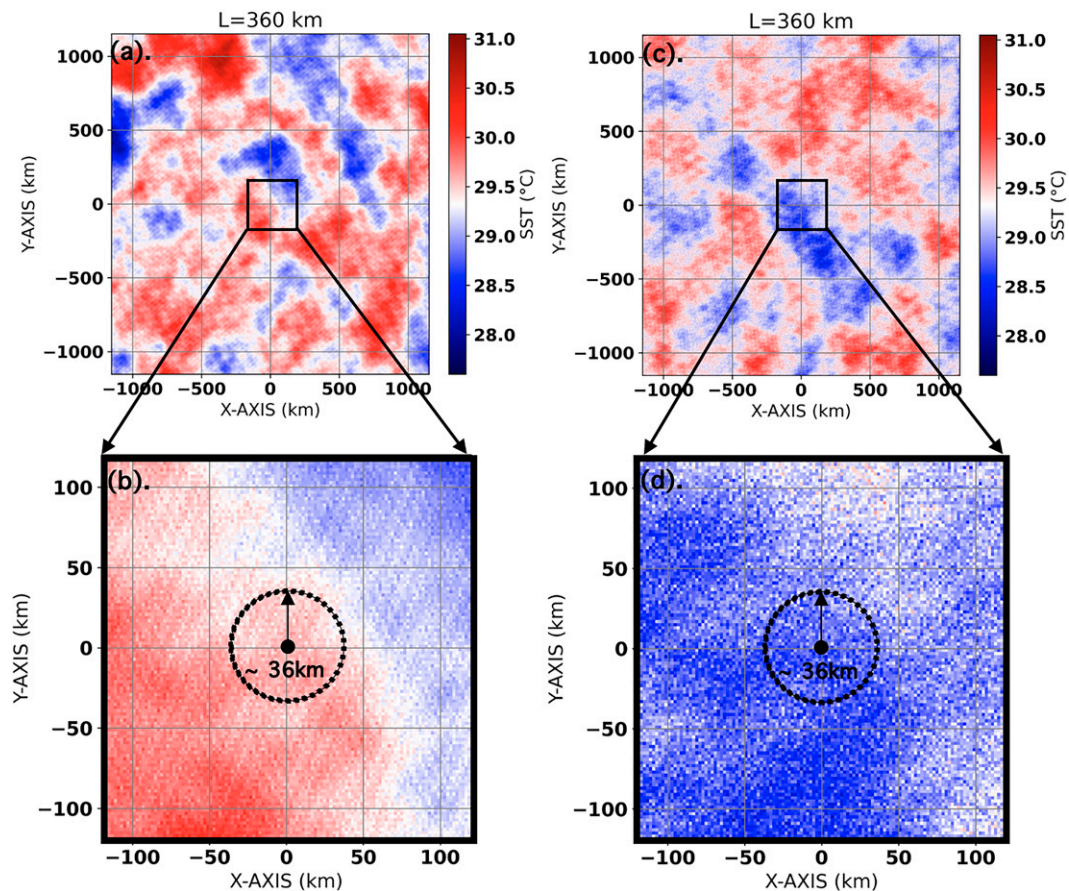 L=360 km
(a).
1000
500
0
−500
−1000
Y-AXIS (km)
−1000 −500 0 500 1000
X-AXIS (km)
31.0
30.5
30.0
29.5
29.0
28.5
28.0
SST (°C)
L=360 km
(c).
1000
500
0
−500
−1000
Y-AXIS (km)
−1000 −500 0 500 1000
X-AXIS (km)
31.0
30.5
30.0
29.5
29.0
28.5
28.0
SST (°C)
(b).
100
50
0
−50
−100
Y-AXIS (km)
~ 36km
−100 −50 0 50 100
X-AXIS (km)
(d).
100
50
0
−50
−100
Y-AXIS (km)
~ 36km
−100 −50 0 50 100
X-AXIS (km)